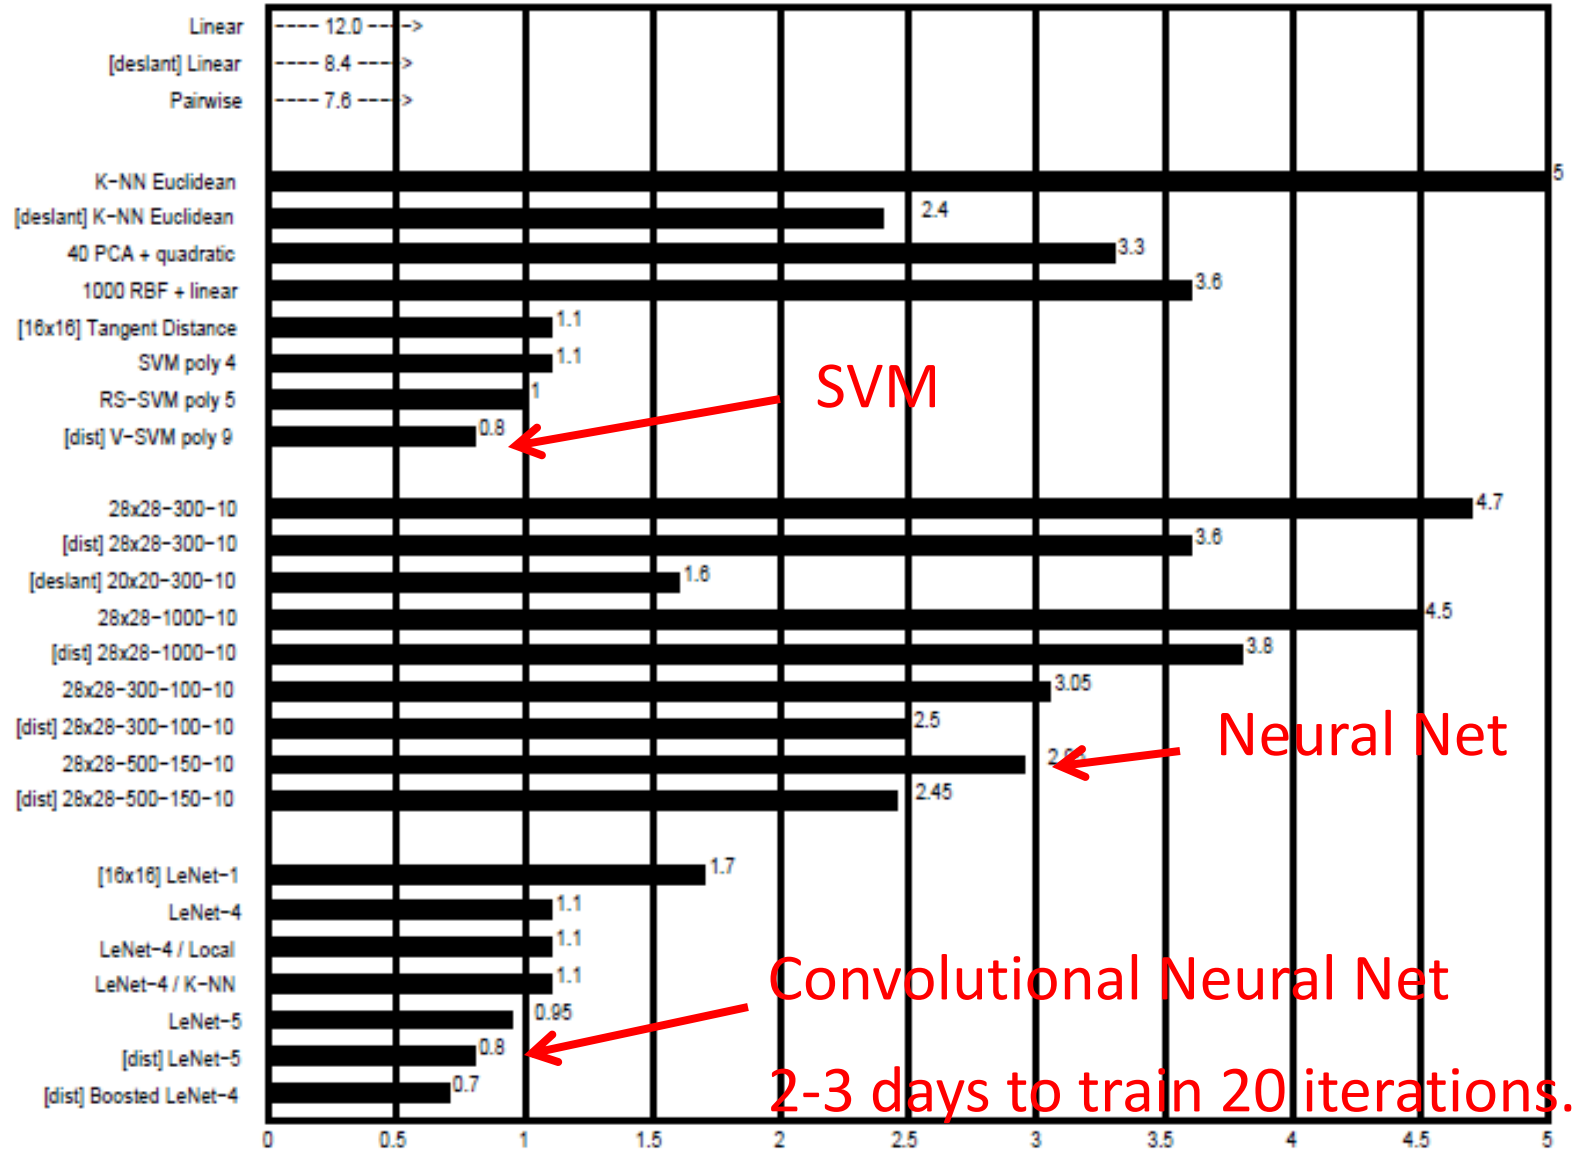 Linear ---- 12.0 ---->
[deslant] Linear ---- 8.4 ---->
Pairwise ---- 7.6 ---->
K-NN Euclidean 5
[deslant] K-NN Euclidean 2.4
40 PCA + quadratic 3.3
1000 RBF + linear 3.6
[16x16] Tangent Distance 1.1
SVM poly 4 1.1
SVM
RS-SVM poly 5 1
[dist] V-SVM poly 9 0.8
28x28-300-10 4.7
[dist] 28x28-300-10 3.6
[deslant] 20x20-300-10 1.6
28x28-1000-10 4.5
[dist] 28x28-1000-10 3.8
28x28-300-100-10 3.05
[dist] 28x28-300-100-10 2.5
Neural Net
28x28-500-150-10
[dist] 28x28-500-150-10 2.45
[16x16] LeNet-1 1.7
LeNet-4 1.1
LeNet-4 / Local 1.1
LeNet-4 / K-NN 1.1
Convolutional Neural Net
LeNet-5 0.95
[dist] LeNet-5 0.8
[dist] Boosted LeNet-4 0.7
2-3 days to train 20 iterations.
0 0.5 1 1.5 2 2.5 3 3.5 4 4.5 5